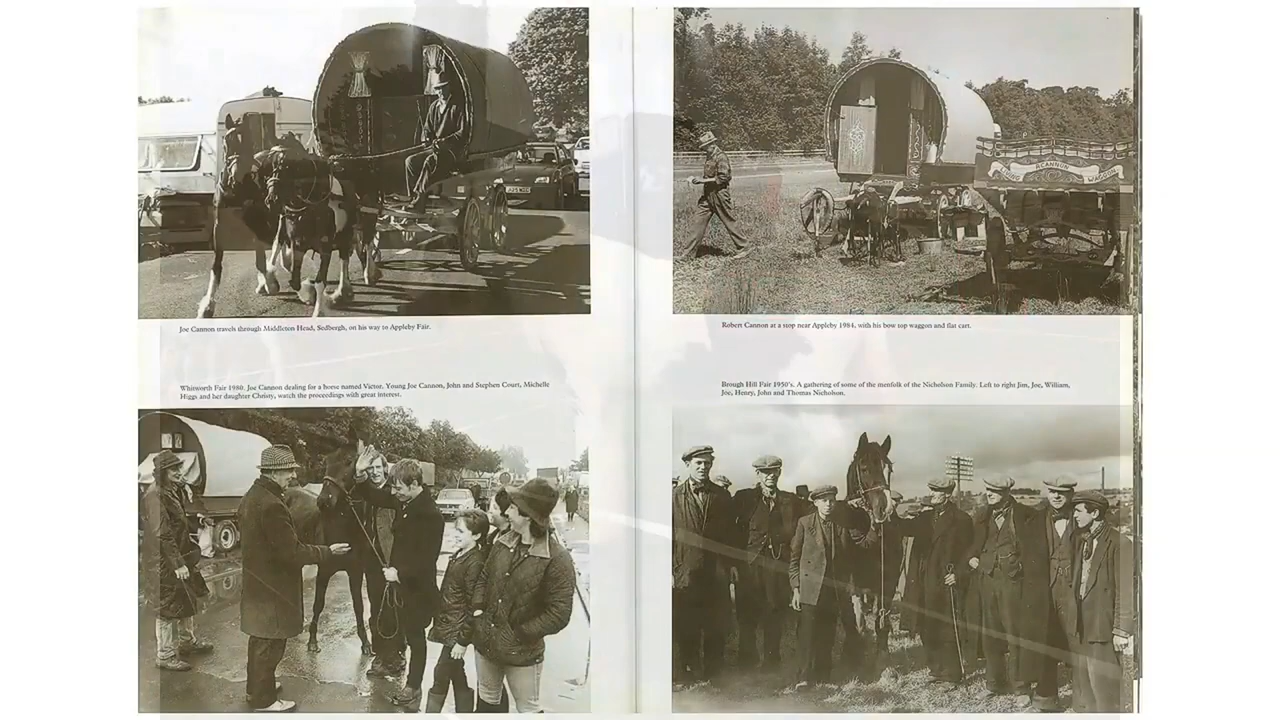 Joe Cannon travels through Middleton Head, Sedbergh, on his way to Appleby Fair.
Whitworth Fair 1980. Joe Cannon dealing for a horse named Victor. Young Joe Cannon, John and Stephen Court, Michelle
Higgs and her daughter Christy, watch the proceedings with great interest.
CANNON
Robert Cannon at a stop near Appleby 1984, with his bow top waggon and flat cart.
Brough Hill Fair 1950's. A gathering of some of the menfolk of the Nicholson Family. Left to right Jim, Joe, William,
Joe, Henry, John and Thomas Nicholson.